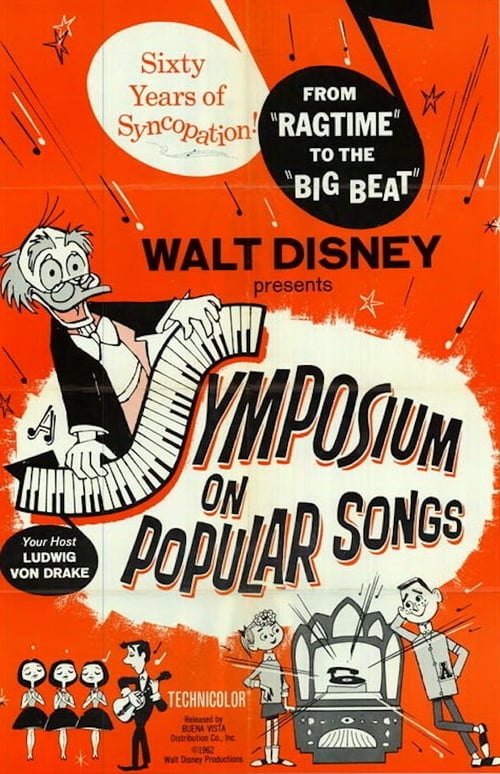 Sixty
Years of
Syncopation!
FROM
"RAGTIME"
TO THE
"BIG BEAT"
WALT DISNEY
presents
A SYMPOSIUM
ON
POPULAR SONGS
Your Host
LUDWIG
VON DRAKE
TECHNICOLOR®
Released by
BUENA VISTA
Distribution Co., Inc.
©1962
Walt Disney Productions
A